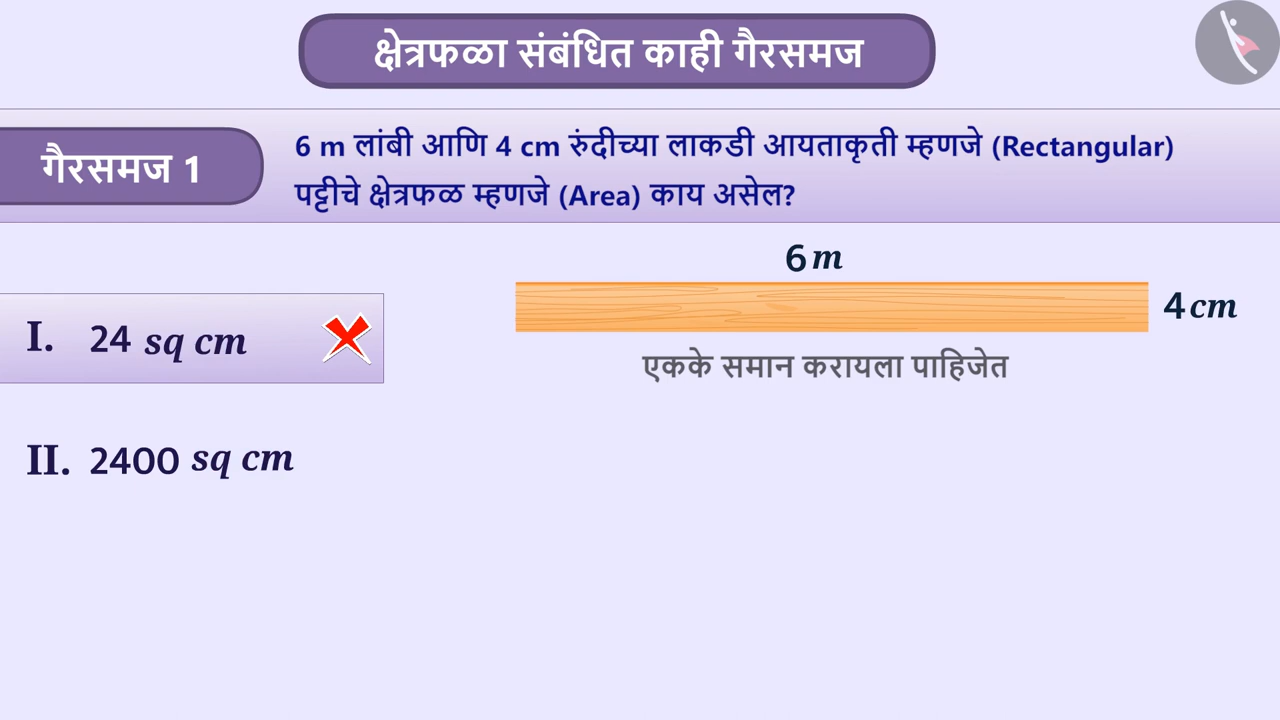 क्षेत्रफळा संबंधित काही गैरसमज
गैरसमज 1
6 m लांबी आणि 4 cm रुंदीच्या लाकडी आयताकृती म्हणजे (Rectangular)
पट्टीचे क्षेत्रफळ म्हणजे (Area) काय असेल?
6 m
4 cm
I. 24 sq cm
एकके समान करायला पाहिजेत
II. 2400 sq cm